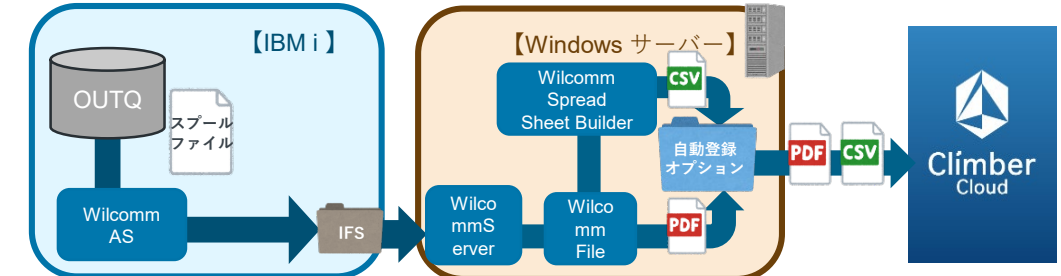 【IBM i 】
OUTQ
スプール
ファイル
Wilcomm
AS
IFS
【Windows サーバー】
Wilcomm
Spread
Sheet Builder
CSV
自動登録
オプション
Wilco
mmS
erver
Wilco
mm
File
PDF
PDF
CSV
Climber
Cloud